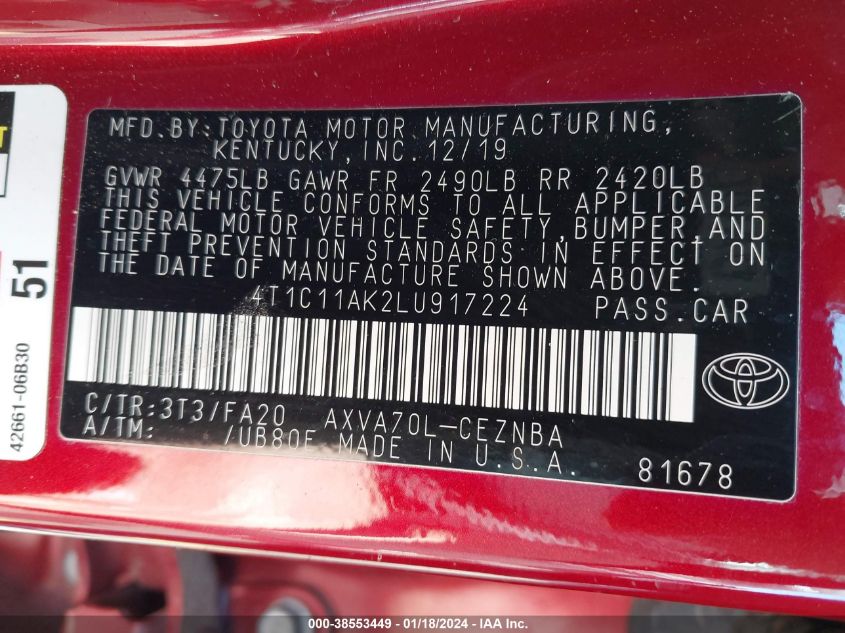 MFD. BY: TOYOTA MOTOR MANUFACTURING,
KENTUCKY, INC. 12/19
GVWR 4475LB GAWR FR 2490LB RR 2420LB
THIS VEHICLE CONFORMS TO ALL APPLICABLE
FEDERAL MOTOR VEHICLE SAFETY, BUMPER, AND
THEFT PREVENTION STANDARDS IN EFFECT ON
THE DATE OF MANUFACTURE SHOWN ABOVE.
4T1C11AK2LU917224 PASS. CAR
C/TR: 3T3/FA20 AXVA70L-CEZNBA
A/TM: /UB80F MADE IN U.S.A. 81678
51
42661-06B30
000-38553449 - 01/18/2024 - IAA Inc.